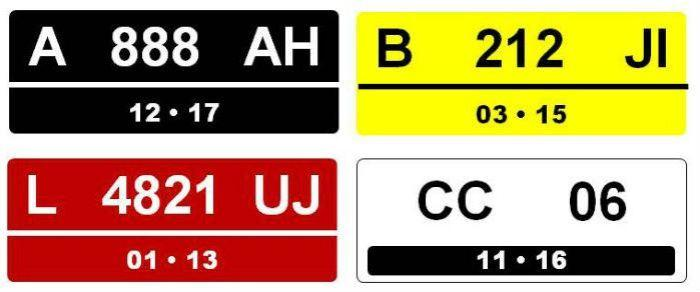 A 888 AH
12 • 17
B 212 JI
03 • 15
L 4821 UJ
01 • 13
CC 06
11 • 16